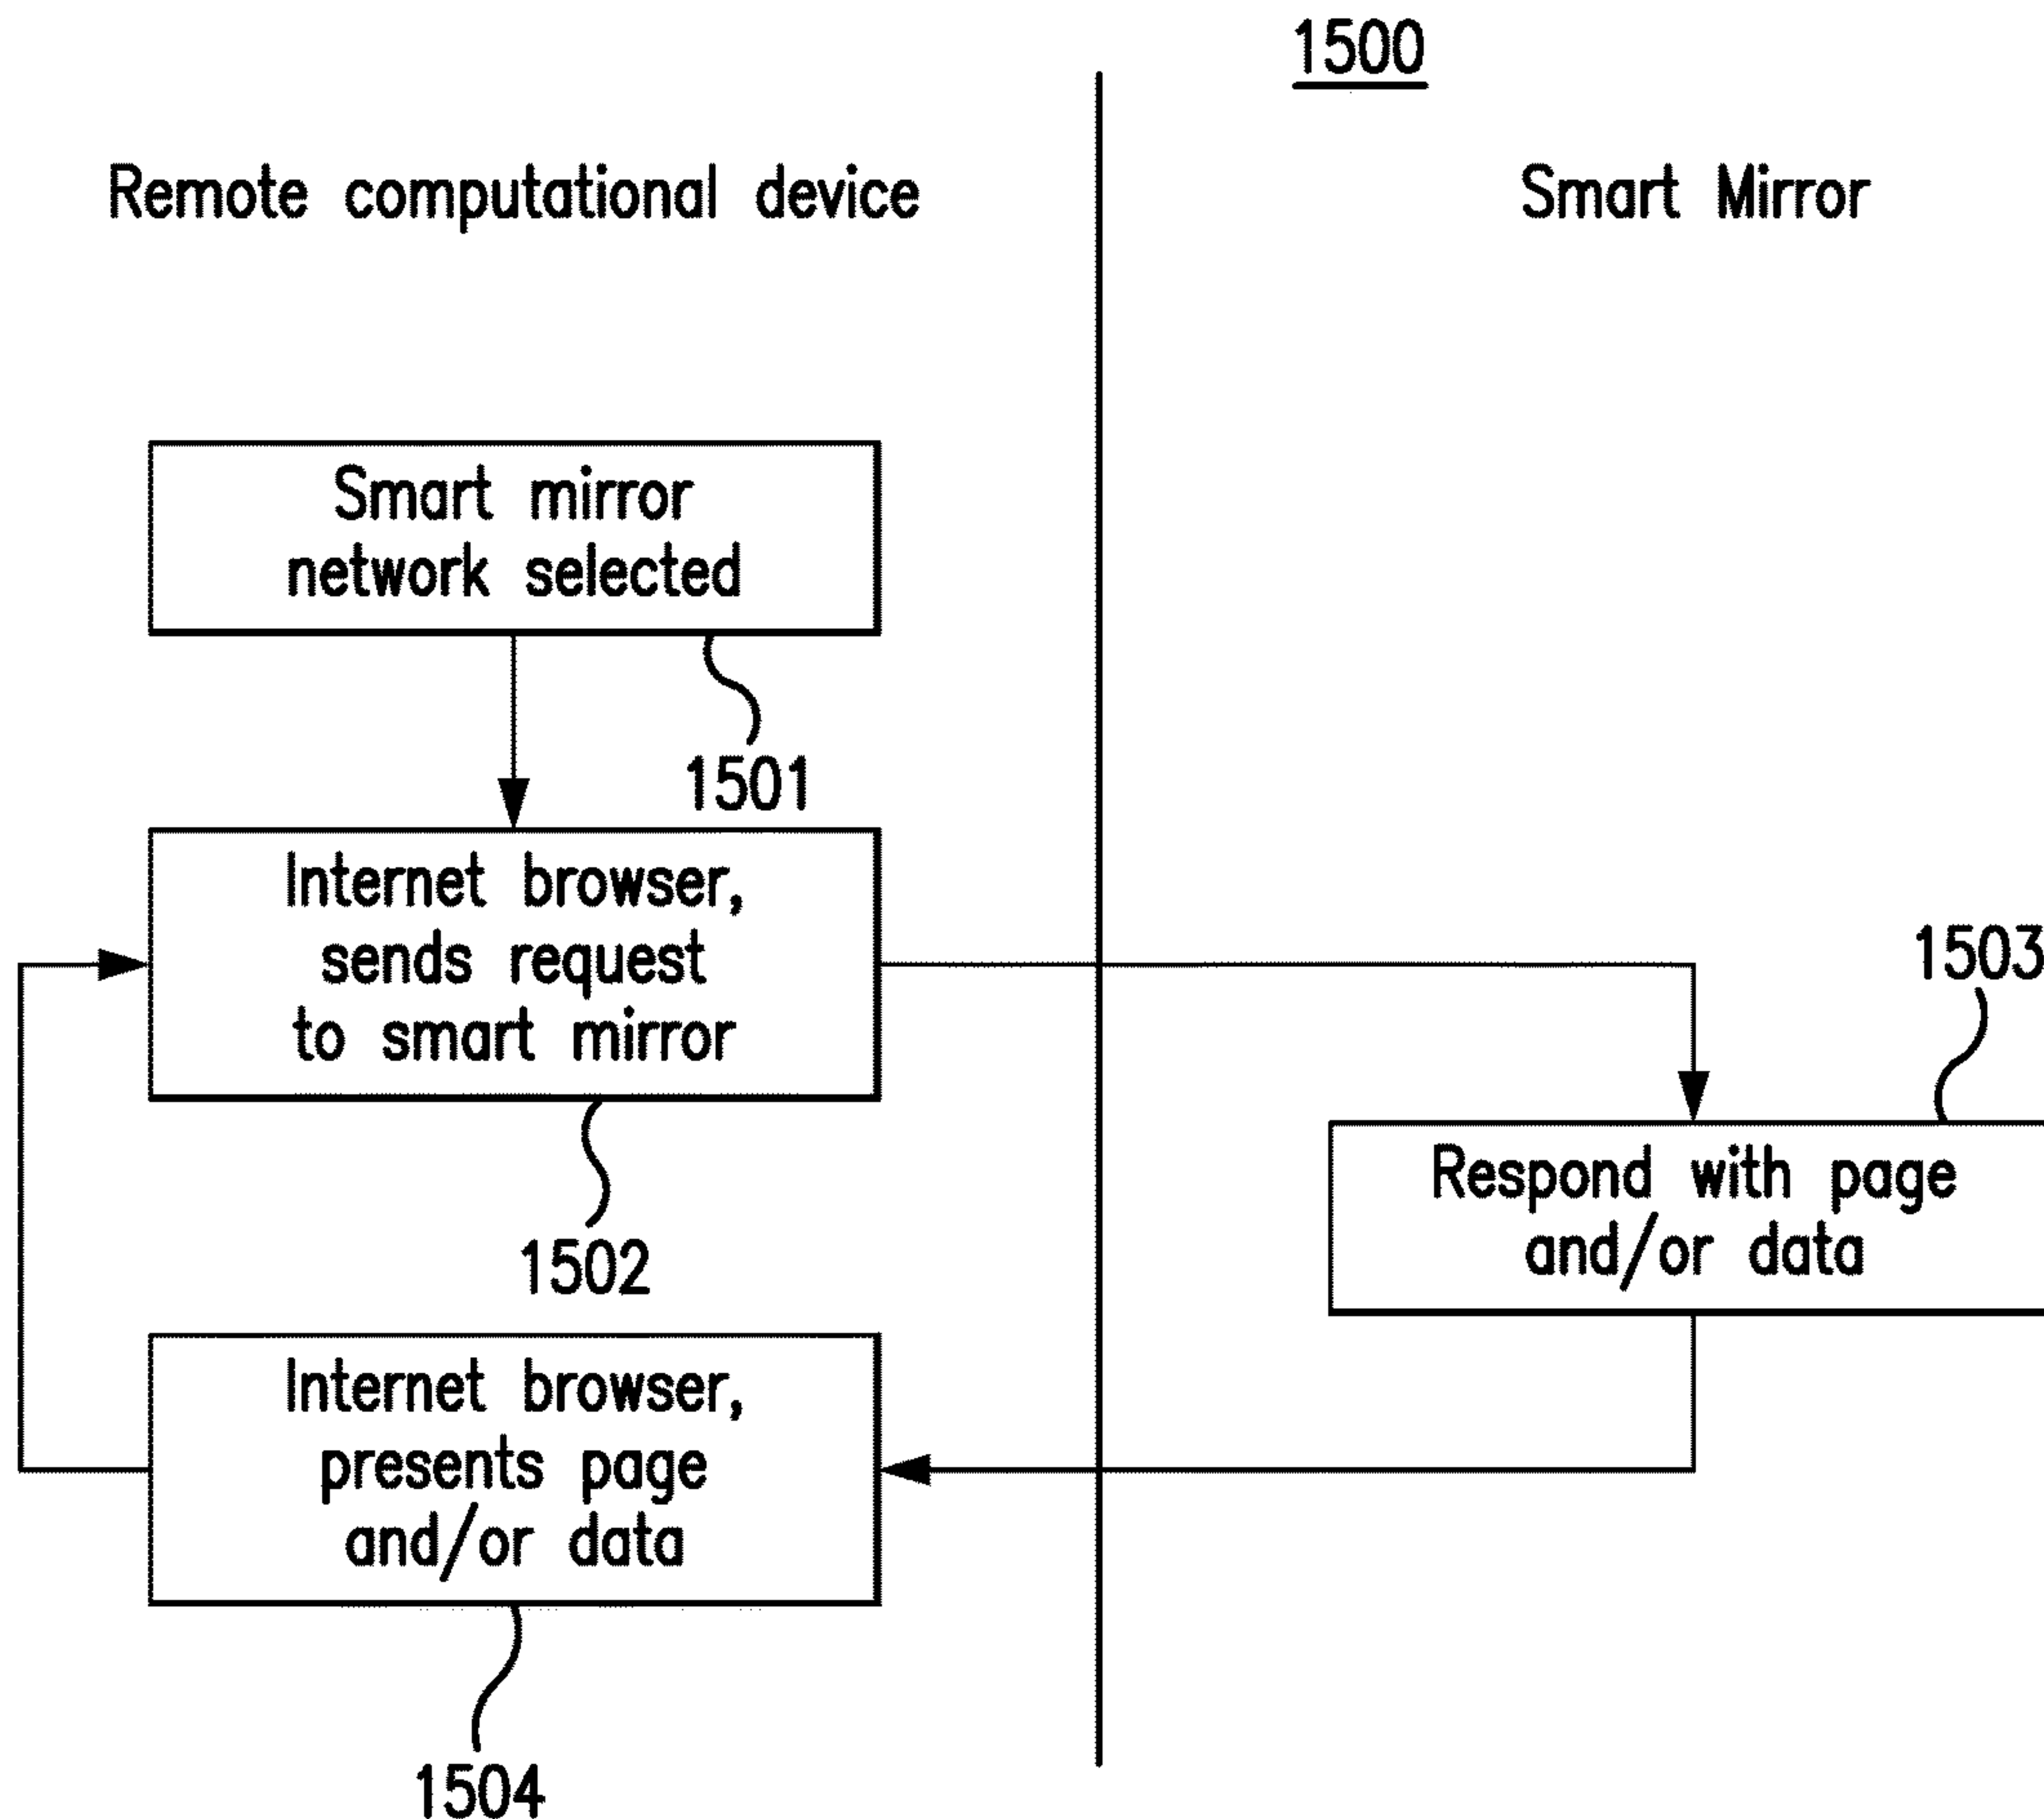 1500
Remote computational device
Smart Mirror
Smart mirror
network selected
1501
Internet browser,
sends request
to smart mirror
1502
1503
Respond with page
and/or data
Internet browser,
presents page
and/or data
1504